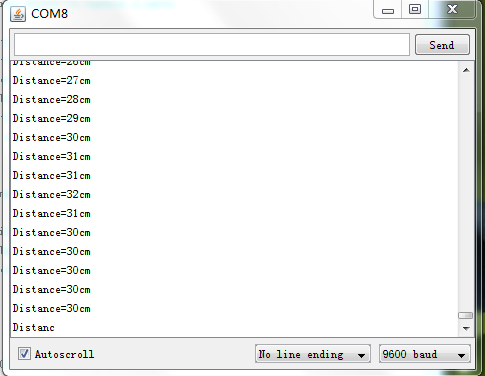 COM8
Send
Distance=26cm
Distance=27cm
Distance=28cm
Distance=29cm
Distance=30cm
Distance=31cm
Distance=31cm
Distance=32cm
Distance=31cm
Distance=30cm
Distance=30cm
Distance=30cm
Distance=30cm
Distance=30cm
Distanc
Autoscroll
No line ending
9600 baud